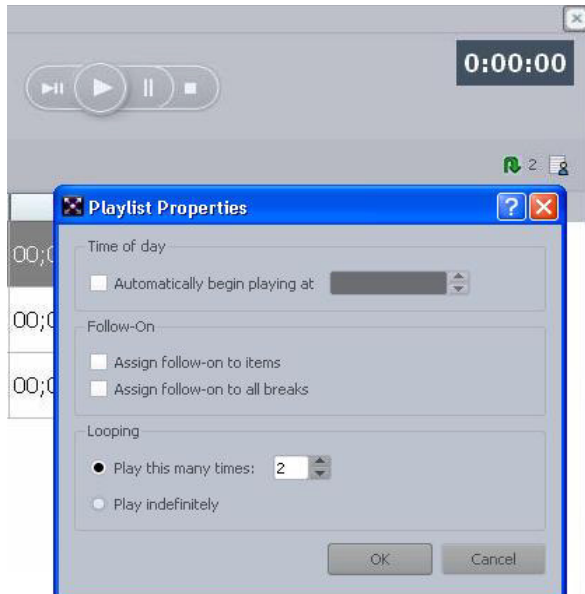 0:00:00
2
Playlist Properties
00;0
Time of day
Automatically begin playing at
00;0
Follow-On
Assign follow-on to items
00;0
Assign follow-on to all breaks
Looping
Play this many times: 2
Play indefinitely
OK Cancel